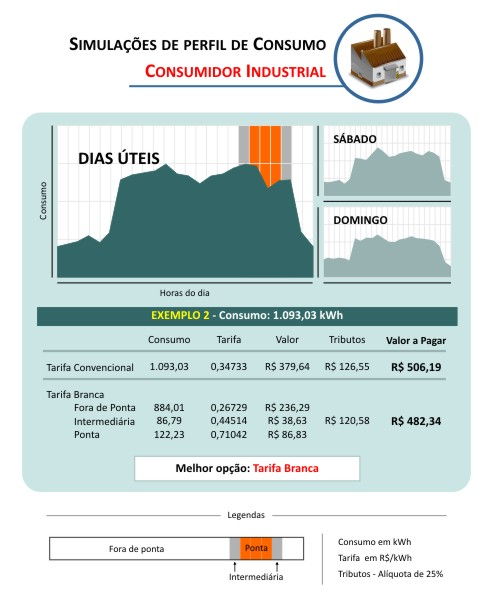 SIMULAÇÕES DE PERFIL DE CONSUMO
CONSUMIDOR INDUSTRIAL
DIAS ÚTEIS
Consumo
Horas do dia
SÁBADO
DOMINGO
EXEMPLO 2 - Consumo: 1.093,03 kWh
Consumo Tarifa Valor Tributos Valor a Pagar
Tarifa Convencional 1.093,03 0,34733 R$ 379,64 R$ 126,55 R$ 506,19
Tarifa Branca
Fora de Ponta 884,01 0,26729 R$ 236,29
Intermediária 86,79 0,44514 R$ 38,63 R$ 120,58 R$ 482,34
Ponta 122,23 0,71042 R$ 86,83
Melhor opção: Tarifa Branca
Legendas
Fora de ponta Ponta
Intermediária
Consumo em kWh
Tarifa em R$/kWh
Tributos - Alíquota de 25%